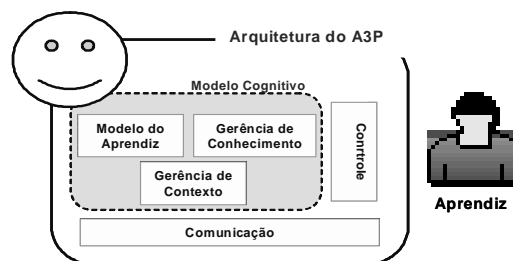 Arquitetura do A3P
Modelo Cognitivo
Modelo do
Aprendiz
Gerência de
Conhecimento
Gerência de
Contexto
Conrtrole
Comunicação
Aprendiz